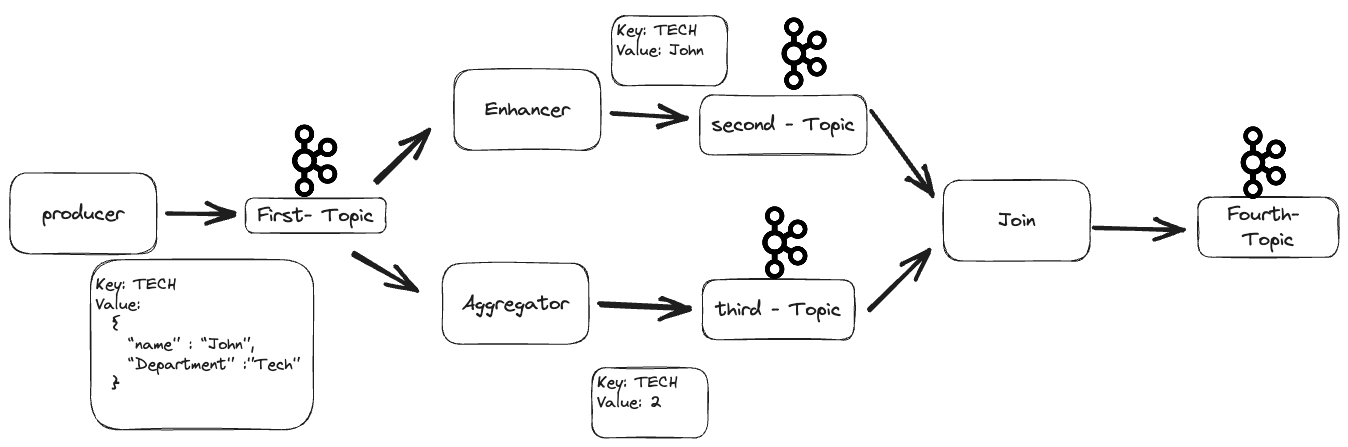 producer
Key: TECH
Value:
{
"name" : "John",
"Department" :"Tech"
}
First- Topic
Enhancer
Key: TECH
Value: John
second - Topic
Aggregator
third - Topic
Key: TECH
Value: 2
Join
Fourth-
Topic